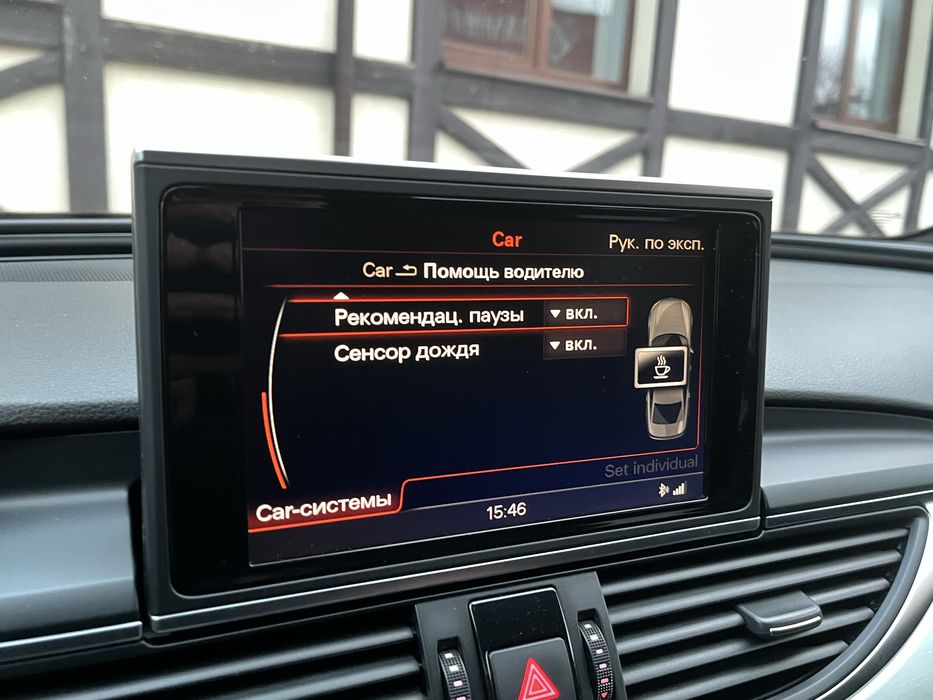 Car
Рук. по эксп.
Car Помощь водителю
Рекомендац. паузы вкл.
Сенсор дождя вкл.
Set individual
Car-системы
15:46